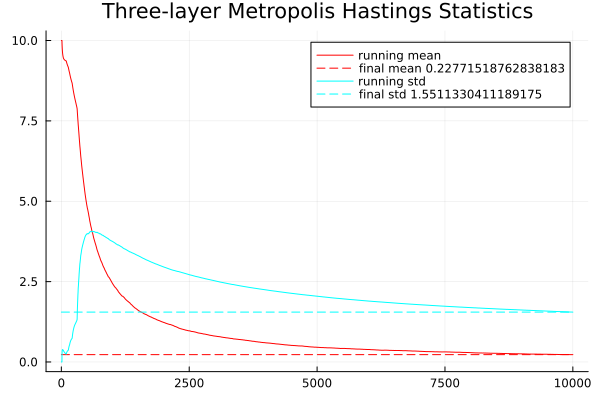 Three-layer Metropolis Hastings Statistics
10.0
running mean
final mean 0.22771518762838183
running std
final std 1.5511330411189175
7.5
5.0
2.5
0.0
0 2500 5000 7500 10000